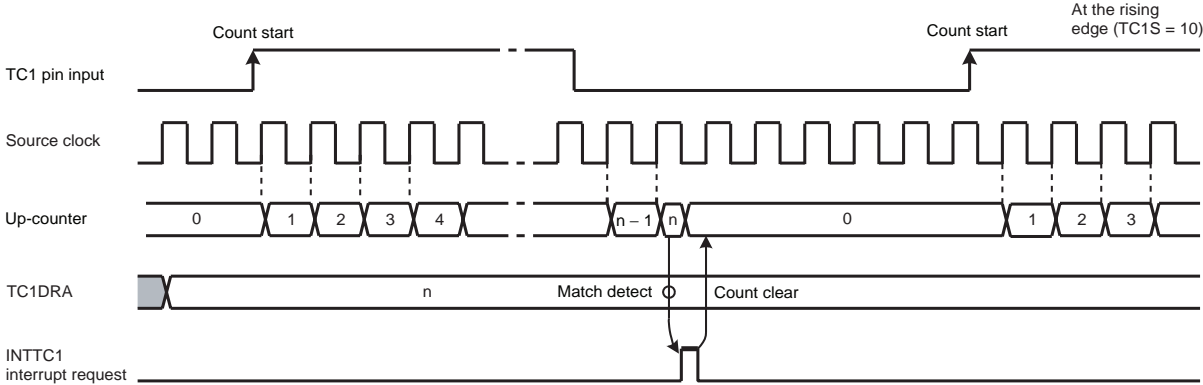 At the rising
edge (TC1S = 10)
Count start
Count start
TC1 pin input
Source clock
Up-counter
0 1 2 3 4 n – 1 n 0 1 2 3
TC1DRA
n
Match detect
Count clear
INTTC1
interrupt request